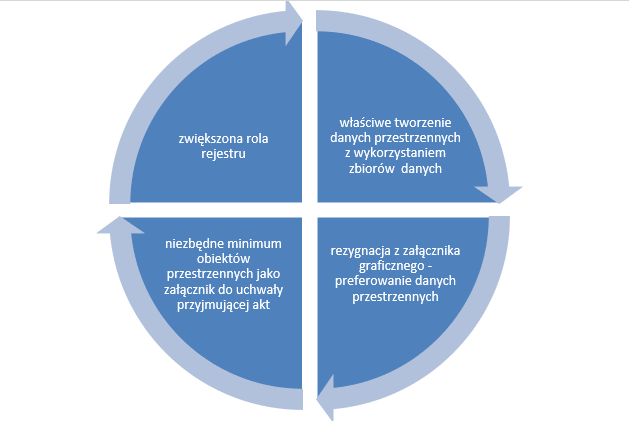 zwiększona rola
rejestru
właściwe tworzenie
danych przestrzennych
z wykorzystaniem
zbiorów danych
niezbędne minimum
obiektów
przestrzennych jako
załącznik do uchwały
przyjmującej akt
rezygnacja z załącznika
graficznego -
preferowanie danych
przestrzennych